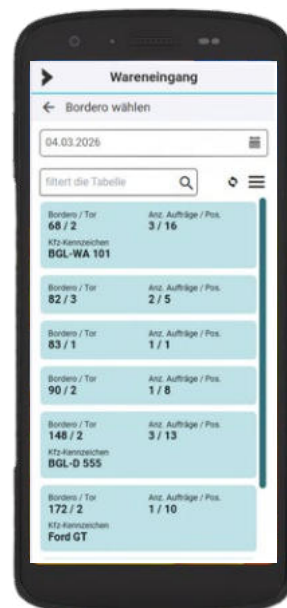 Wareneingang
Bordero wählen
04.03.2026
filtert die Tabelle
Bordero / Tor Anz. Aufträge / Pos.
68 / 2 3 / 16
Kfz-Kennzeichen
BGL-WA 101
Bordero / Tor Anz. Aufträge / Pos.
82 / 3 2 / 5
Bordero / Tor Anz. Aufträge / Pos.
83 / 1 1 / 1
Bordero / Tor Anz. Aufträge / Pos.
90 / 2 1 / 8
Bordero / Tor Anz. Aufträge / Pos.
148 / 2 3 / 13
Kfz-Kennzeichen
BGL-D 555
Bordero / Tor Anz. Aufträge / Pos.
172 / 2 1 / 10
Kfz-Kennzeichen
Ford GT